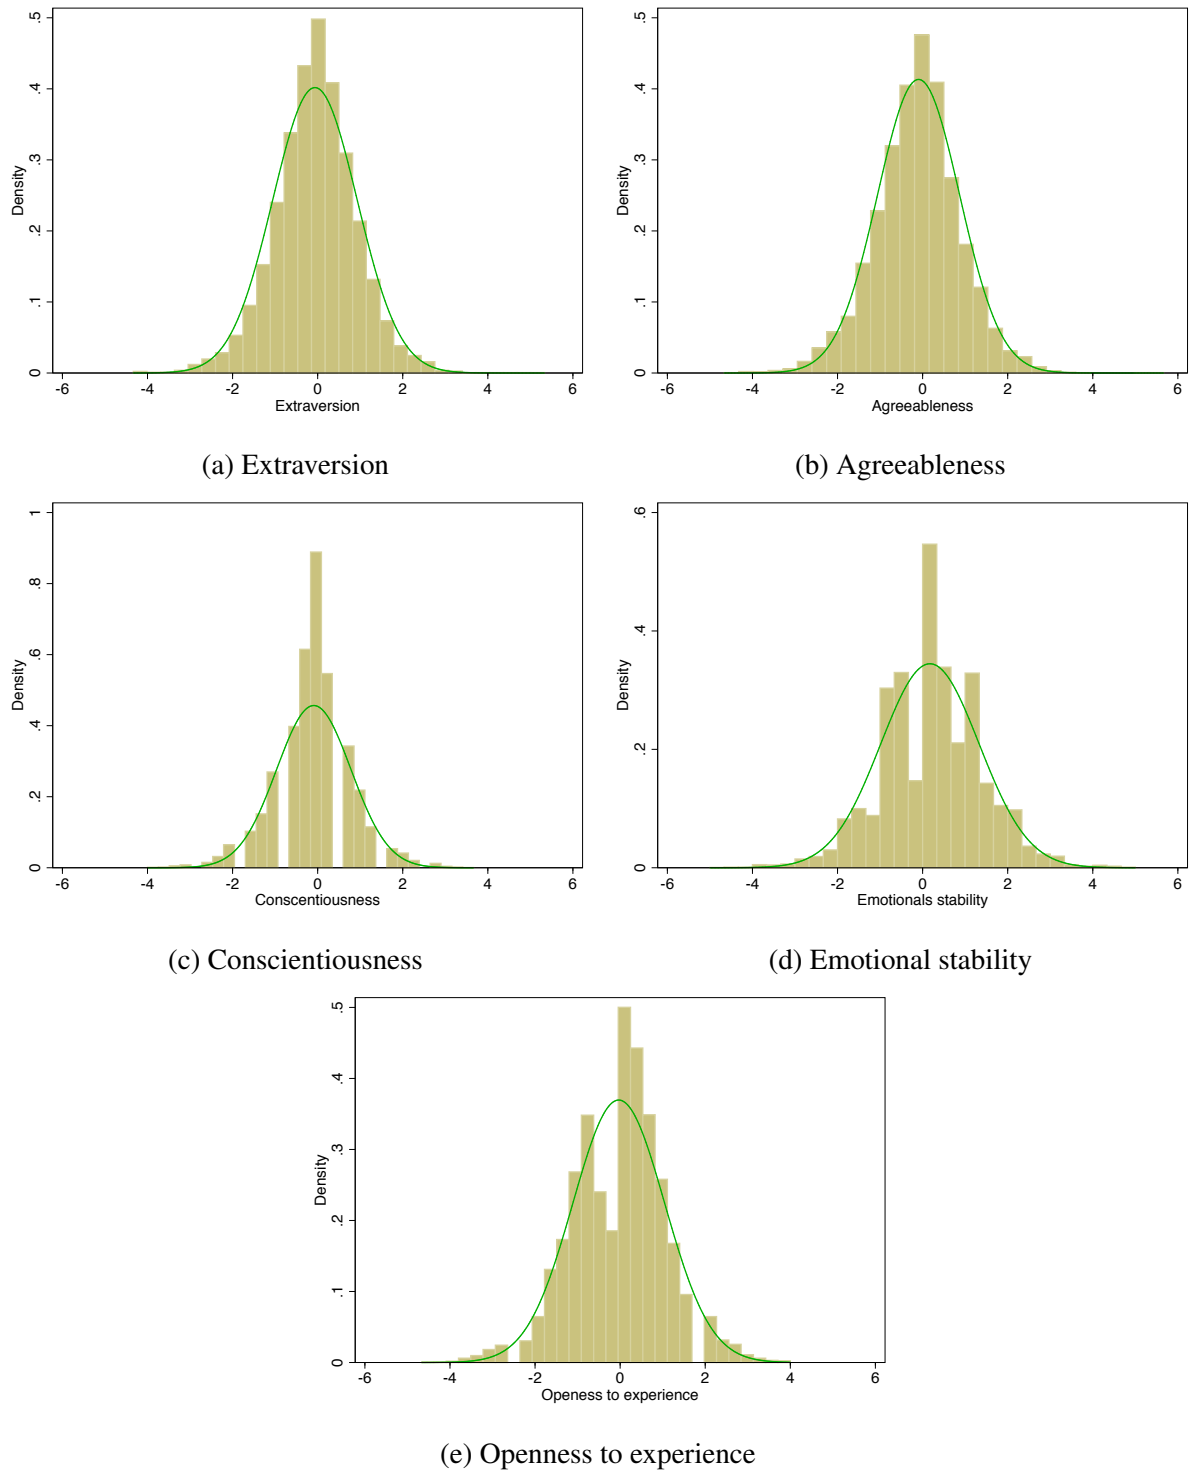 .5
.4
.3
.2
.1
0
Density
-6 -4 -2 0 2 4 6
Extraversion
(a) Extraversion
.5
.4
.3
.2
.1
0
Density
-6 -4 -2 0 2 4 6
Agreeableness
(b) Agreeableness
1
.8
.6
.4
.2
0
Density
-6 -4 -2 0 2 4 6
Conscentiousness
(c) Conscientiousness
.6
.4
.2
0
Density
-6 -4 -2 0 2 4 6
Emotionals stability
(d) Emotional stability
.5
.4
.3
.2
.1
0
Density
-6 -4 -2 0 2 4 6
Openess to experience
(e) Openness to experience